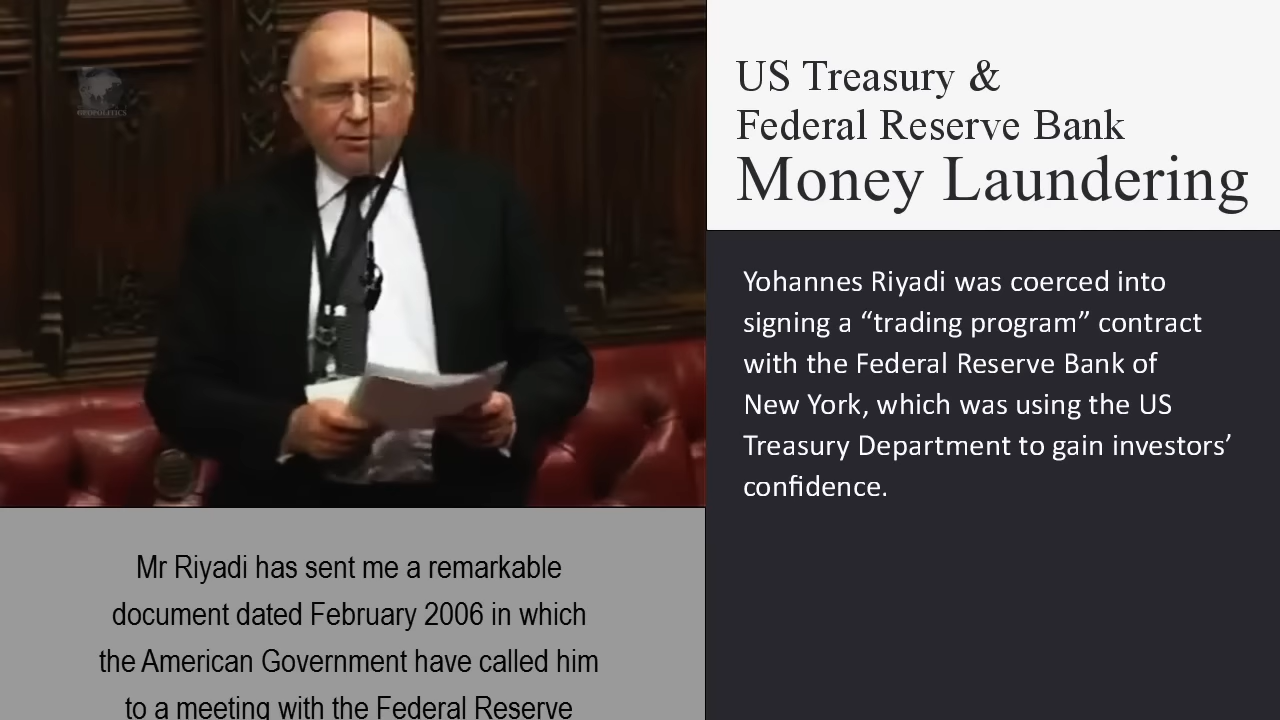 GEOPOLITICS
US Treasury &
Federal Reserve Bank
Money Laundering
Yohannes Riyadi was coerced into
signing a “trading program” contract
with the Federal Reserve Bank of
New York, which was using the US
Treasury Department to gain investors’
confidence.
Mr Riyadi has sent me a remarkable
document dated February 2006 in which
the American Government have called him
to a meeting with the Federal Reserve